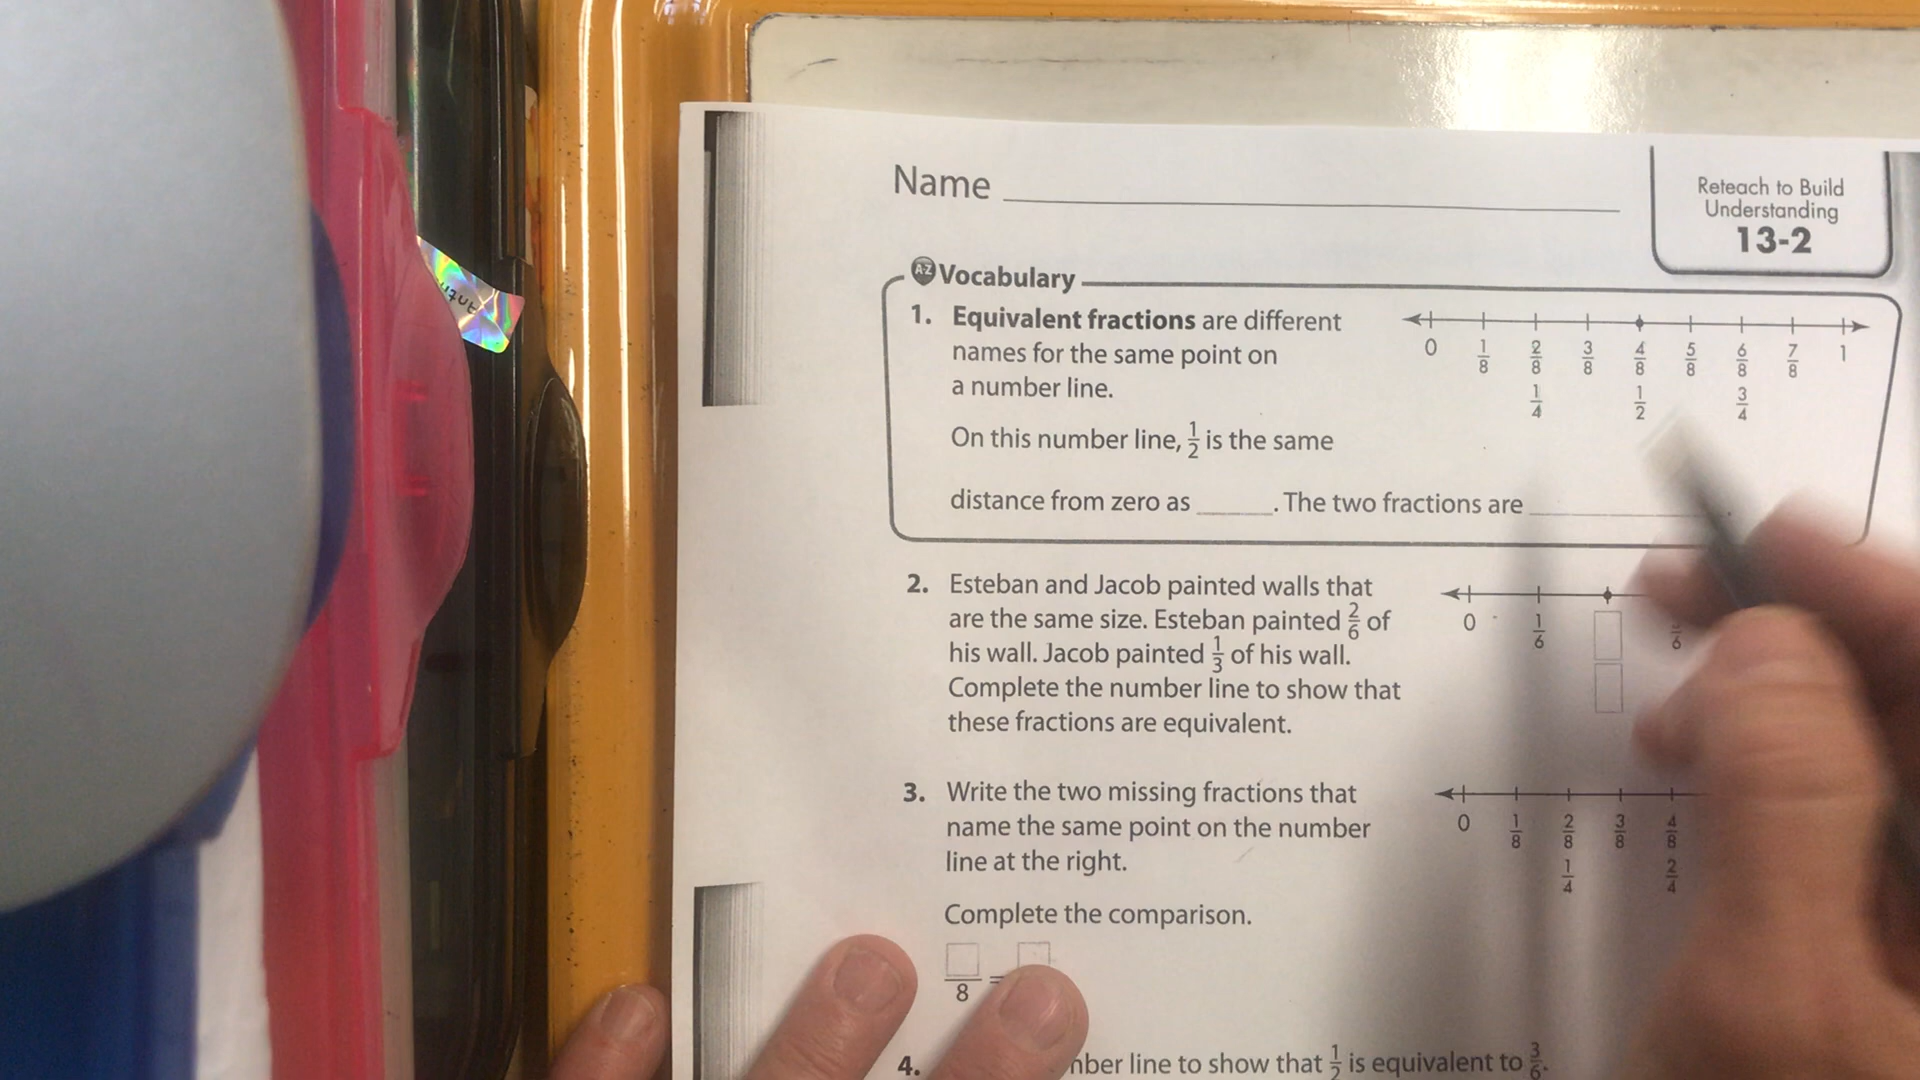 Name
Reteach to Build
Understanding
13-2
A-Z Vocabulary
1. Equivalent fractions are different
names for the same point on
a number line.
0 1/8 2/8 3/8 4/8 5/8 6/8 7/8 1
1/4 1/2 3/4
On this number line, 1/2 is the same
distance from zero as ______. The two fractions are ______
2. Esteban and Jacob painted walls that
are the same size. Esteban painted 2/6 of
his wall. Jacob painted 1/3 of his wall.
Complete the number line to show that
these fractions are equivalent.
0 1/6
3. Write the two missing fractions that
name the same point on the number
line at the right.
0 1/8 2/8 3/8 4/8
1/4 2/4
Complete the comparison.
8 =
4. line to show that 1/2 is equivalent to 3/6.